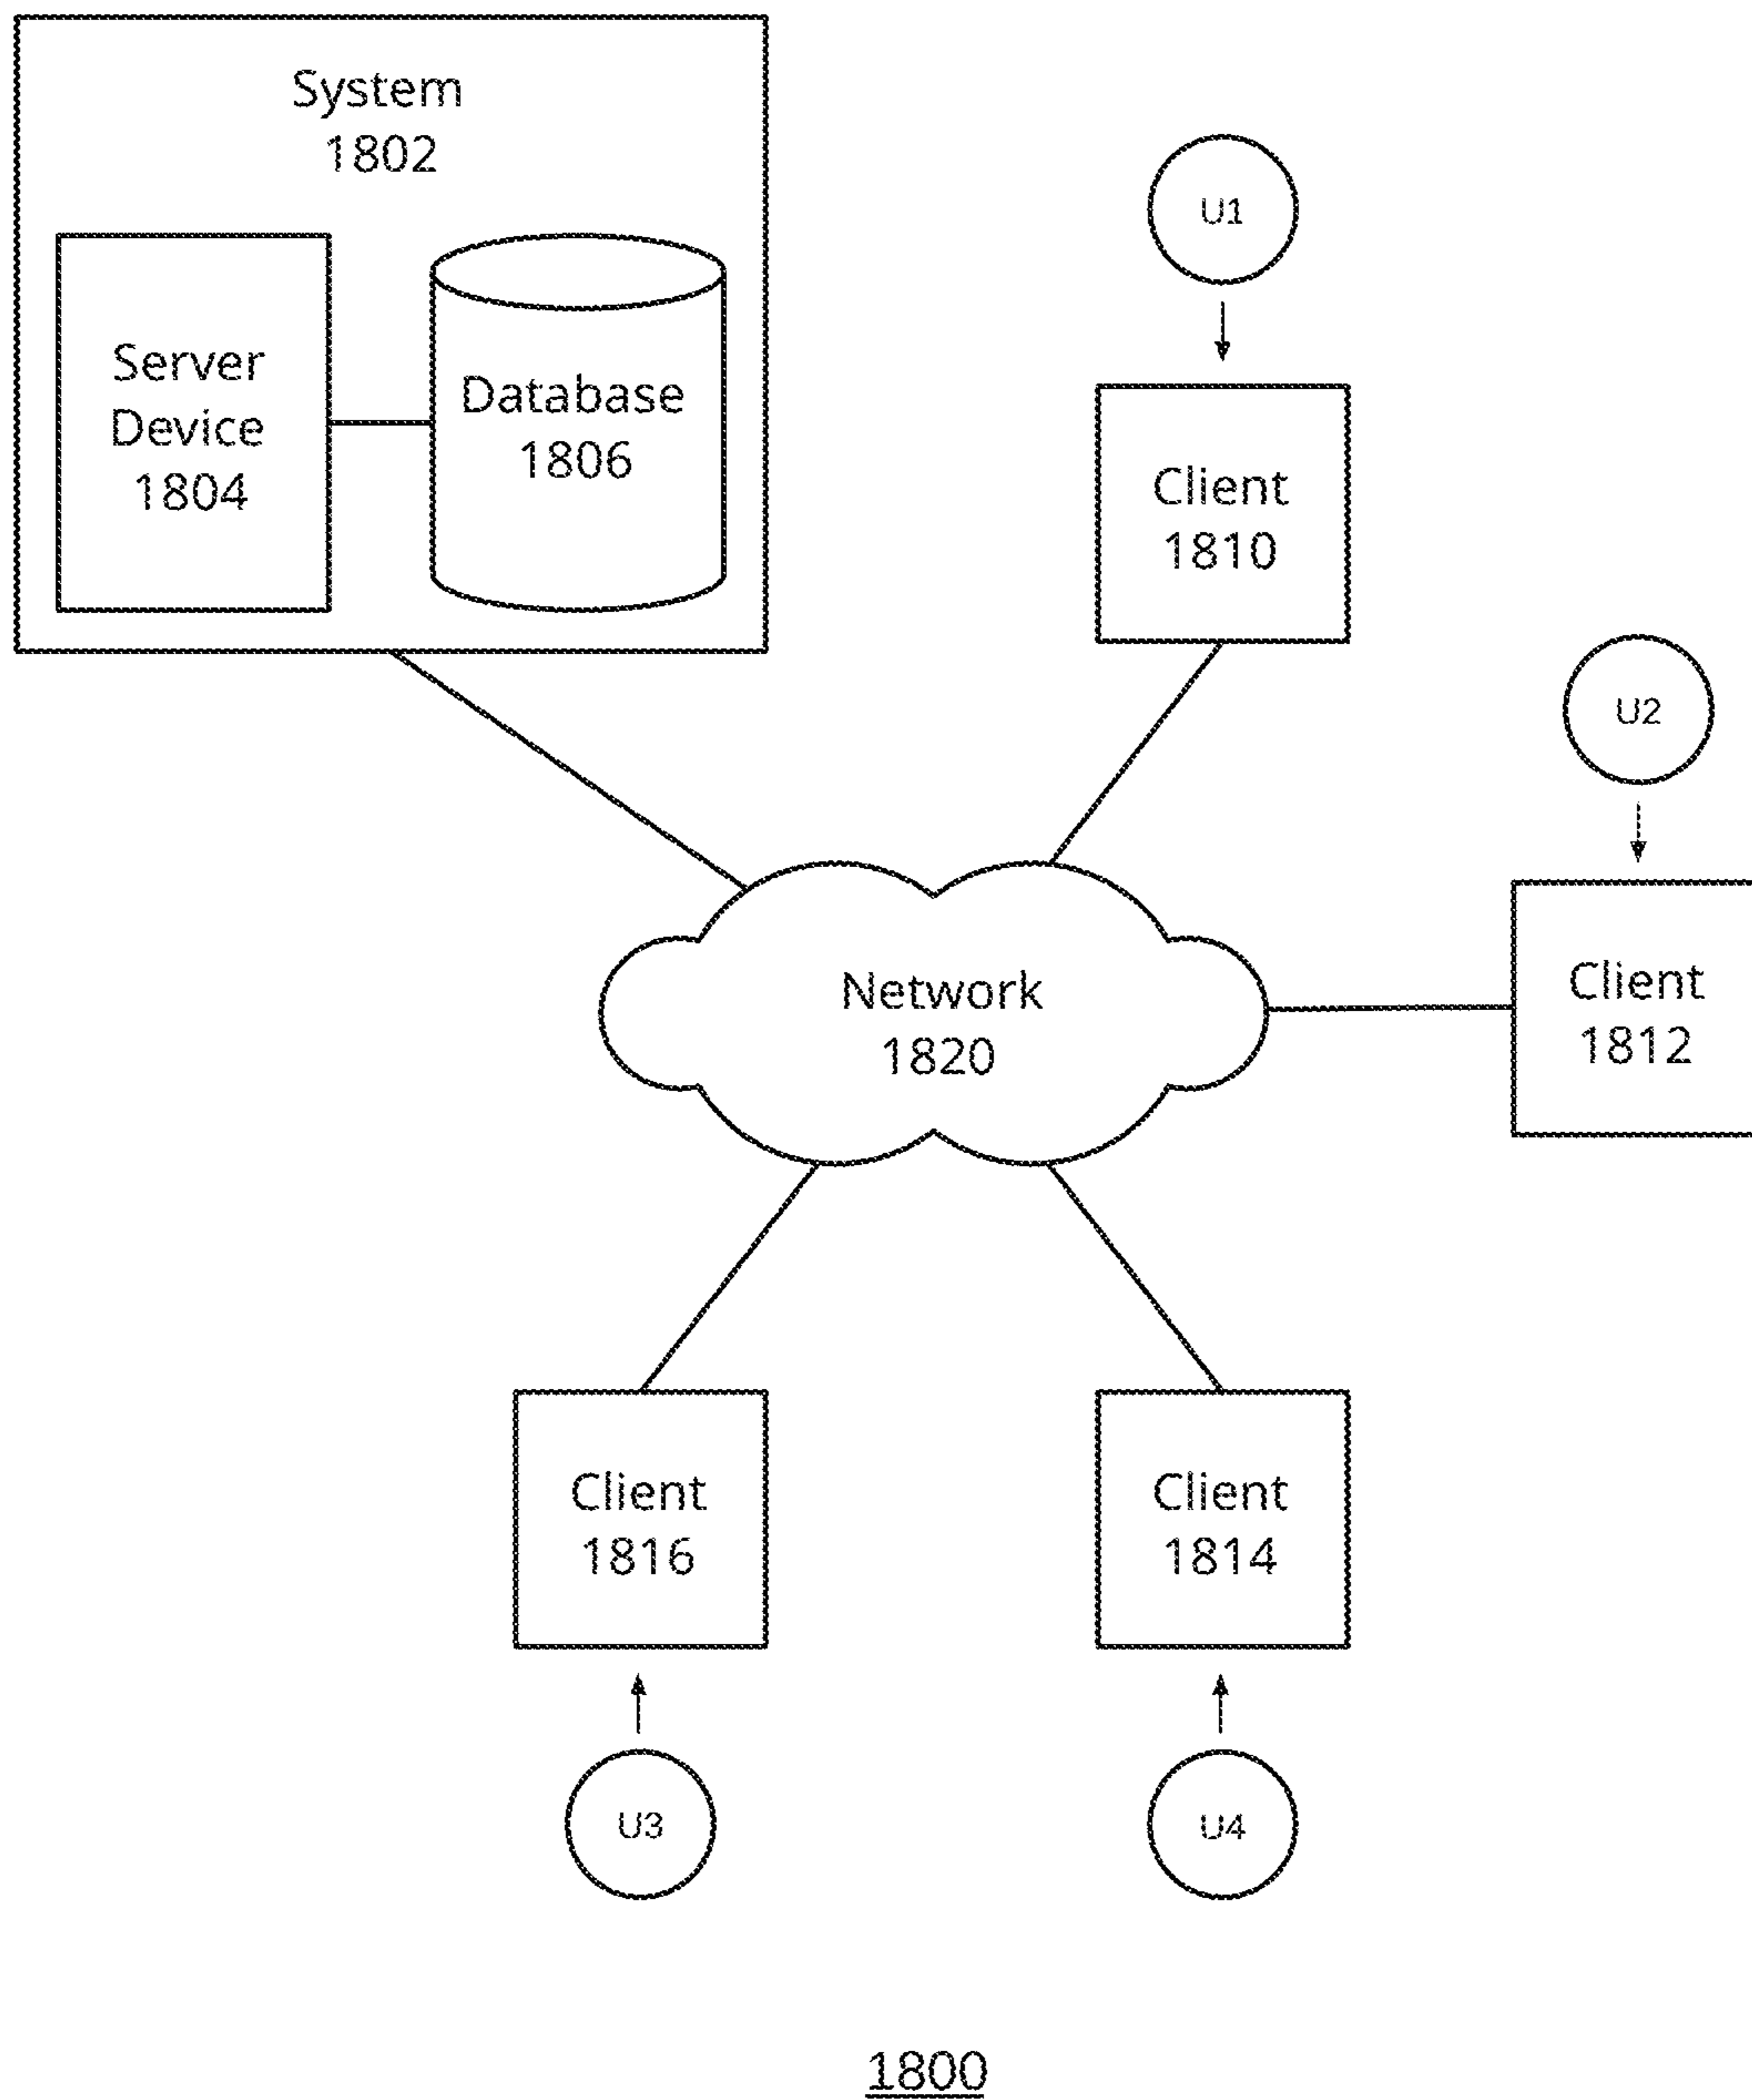 System
1802
Server
Device
1804
Database
1806
U1
Client
1810
U2
Client
1812
Network
1820
Client
1816
Client
1814
U3
U4
1800